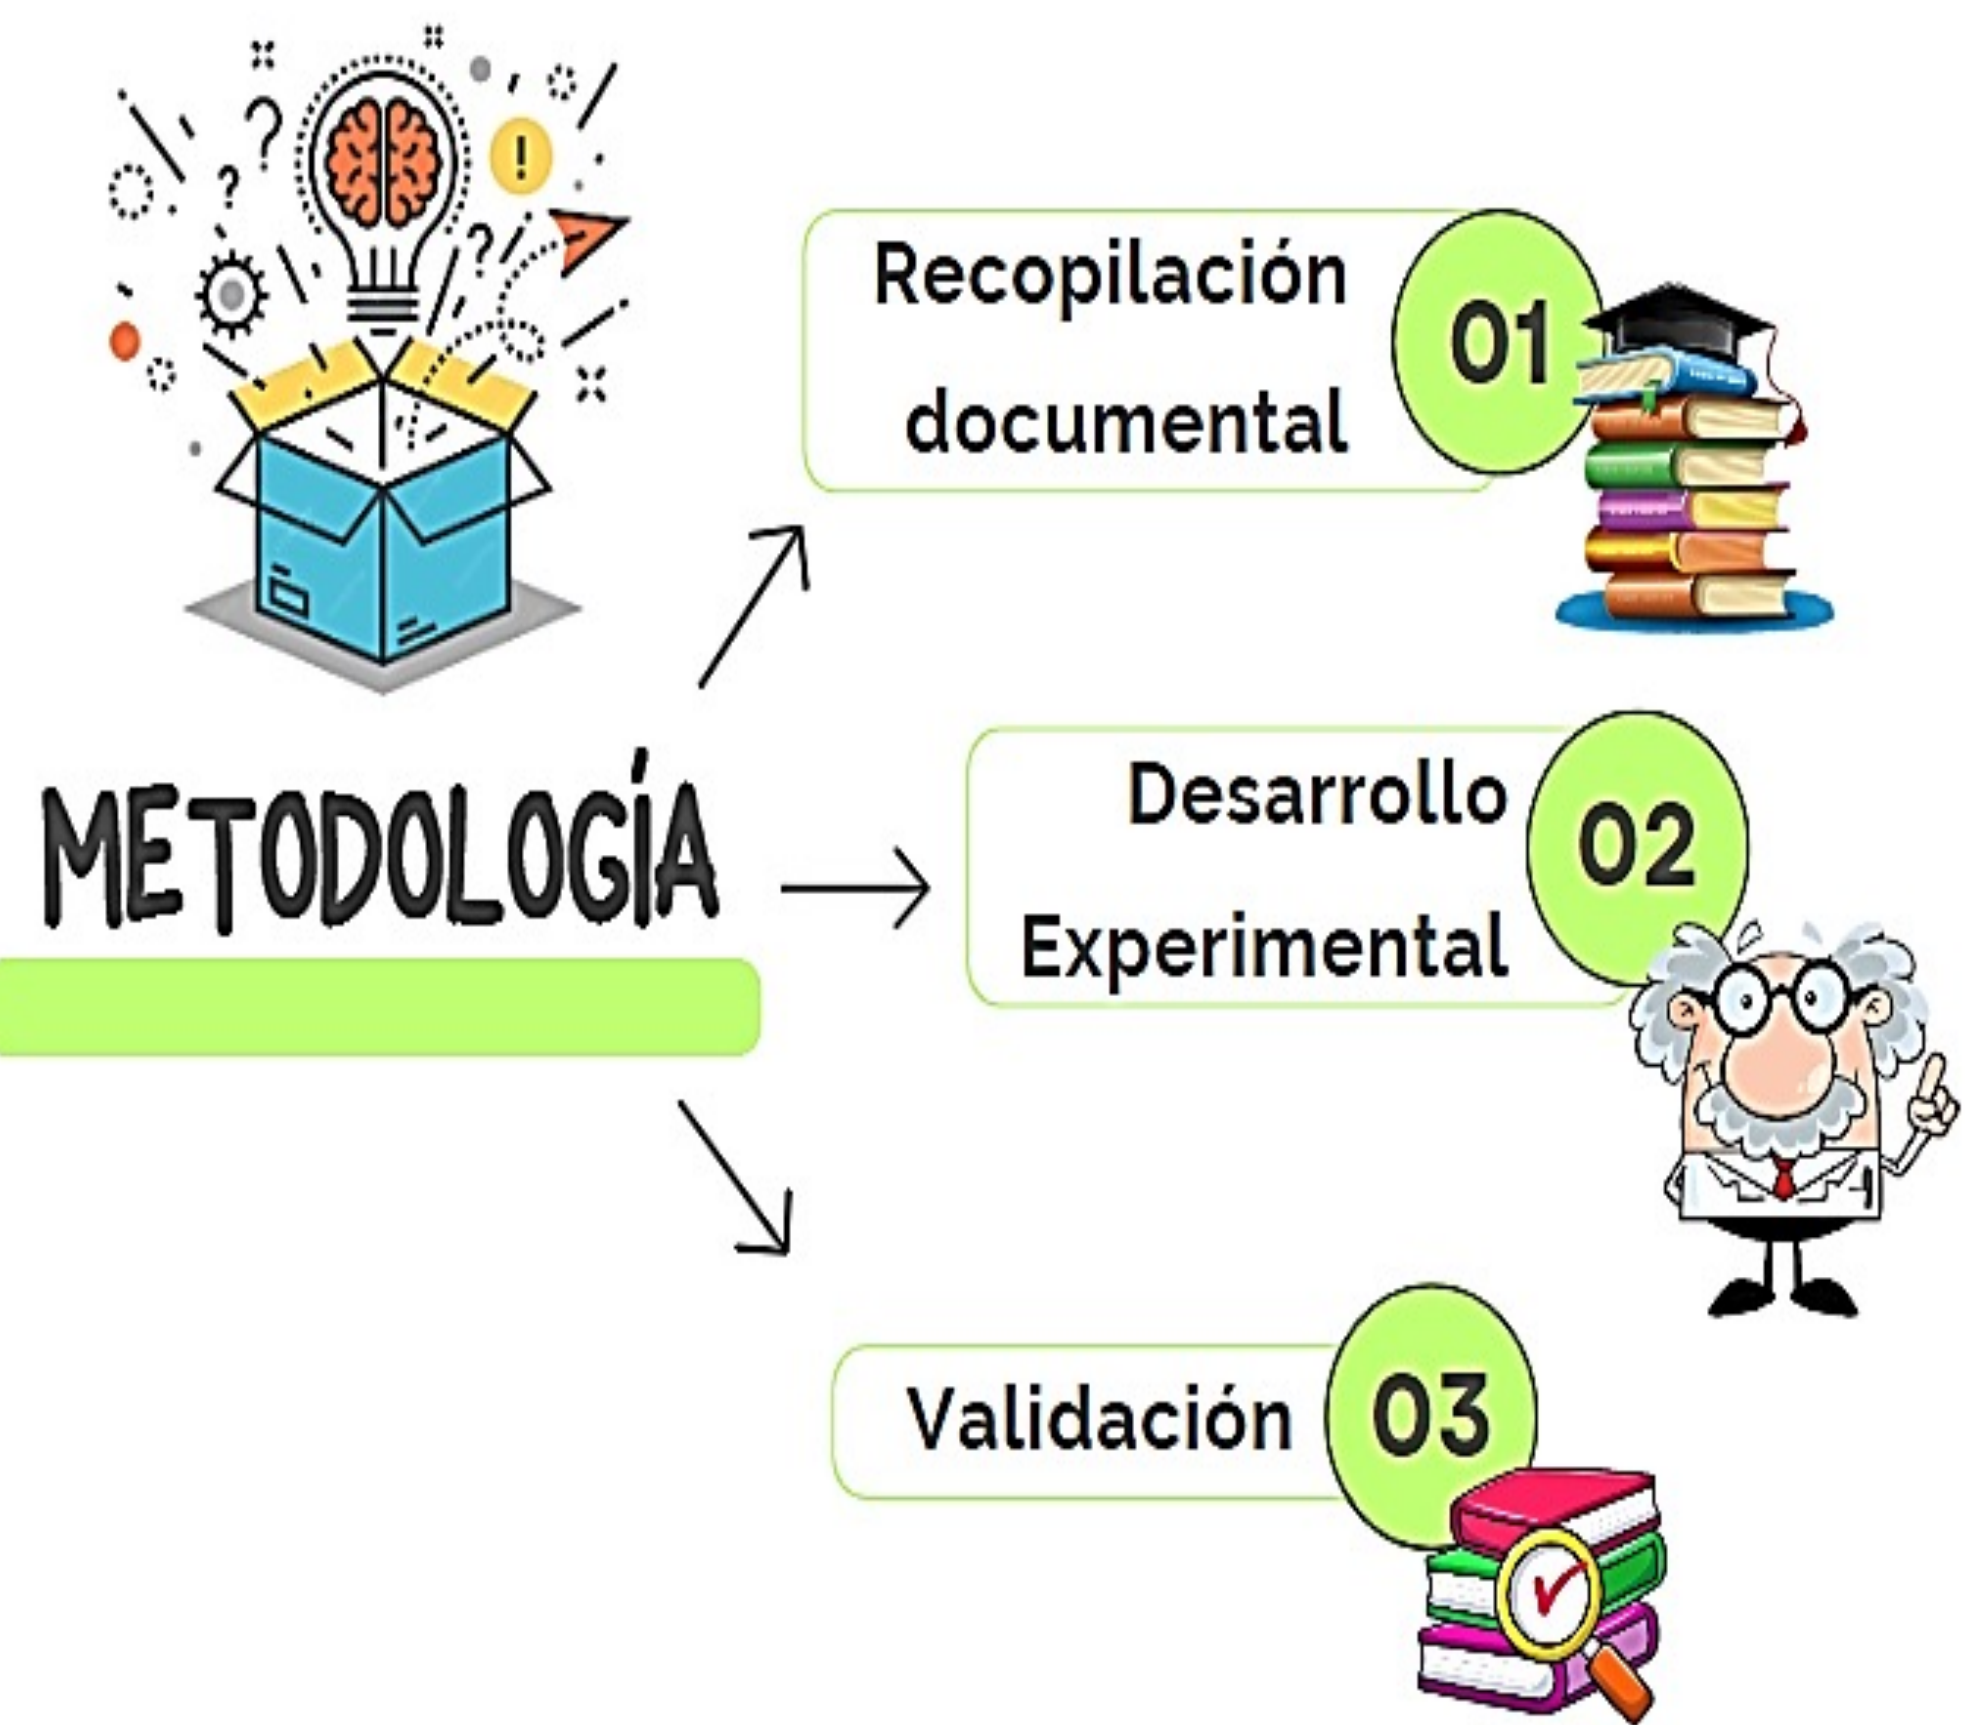 METODOLOGÍA
Recopilación
documental
01
Desarrollo
Experimental
02
Validación
03